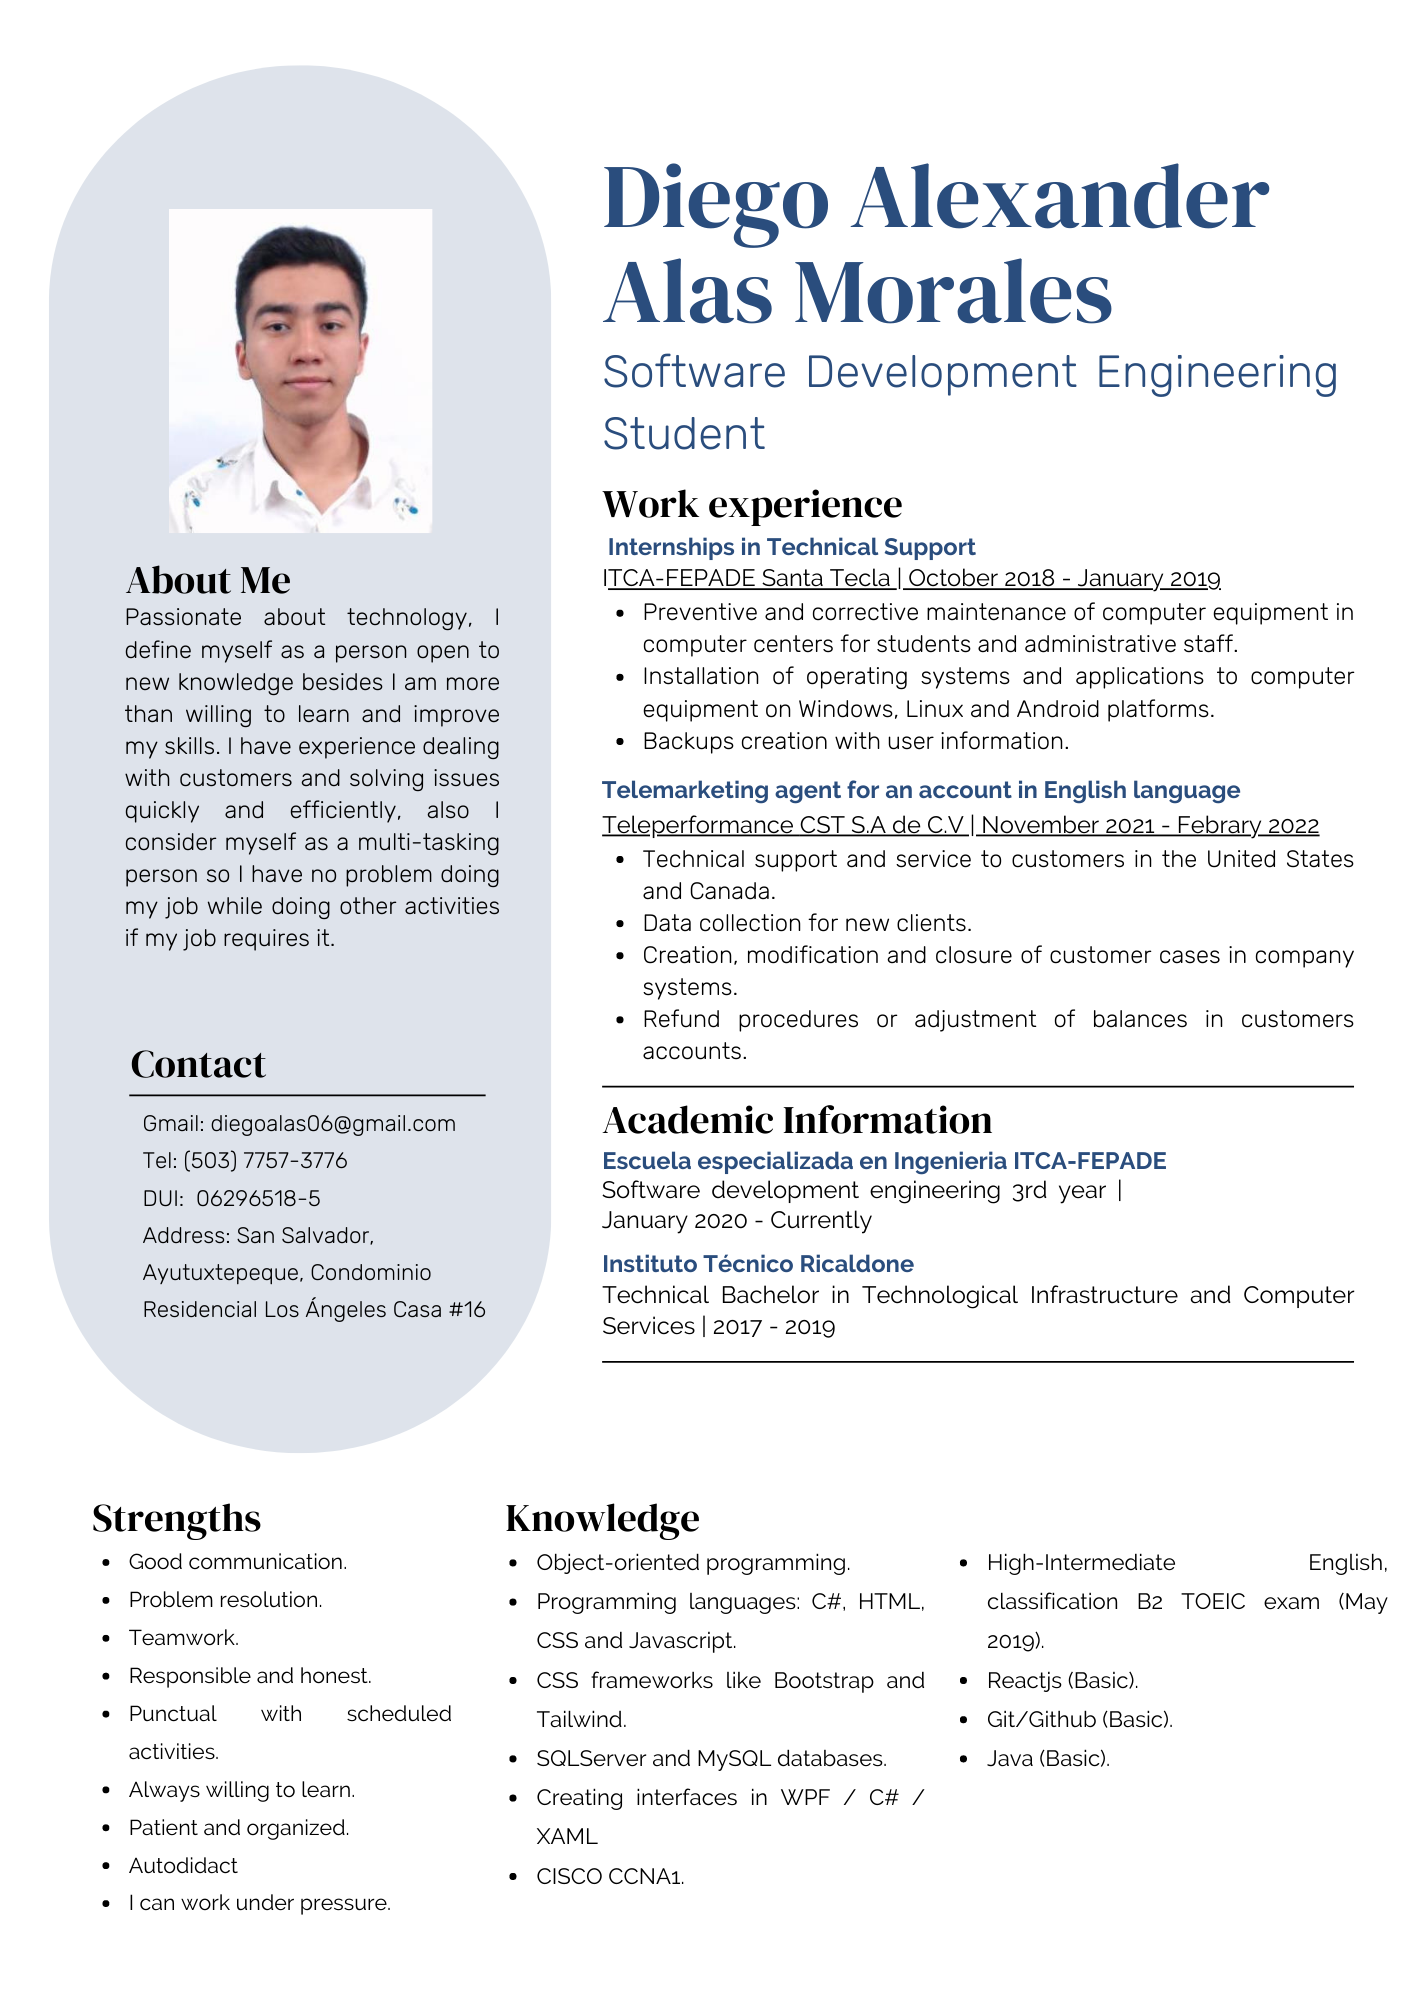 Diego Alexander
Alas Morales
Software Development Engineering
Student
About Me
Passionate about technology, I
define myself as a person open to
new knowledge besides I am more
than willing to learn and improve
my skills. I have experience dealing
with customers and solving issues
quickly and efficiently, also I
consider myself as a multi-tasking
person so I have no problem doing
my job while doing other activities
if my job requires it.
Contact
Gmail: diegoalas06@gmail.com
Tel: (503) 7757-3776
DUI: 06296518-5
Address: San Salvador,
Ayutuxtepeque, Condominio
Residencial Los Ángeles Casa #16
Work experience
Internships in Technical Support
ITCA-FEPADE Santa Tecla | October 2018 - January 2019
• Preventive and corrective maintenance of computer equipment in
computer centers for students and administrative staff.
• Installation of operating systems and applications to computer
equipment on Windows, Linux and Android platforms.
• Backups creation with user information.
Telemarketing agent for an account in English language
Teleperformance CST S.A de C.V | November 2021 - Febrary 2022
• Technical support and service to customers in the United States
and Canada.
• Data collection for new clients.
• Creation, modification and closure of customer cases in company
systems.
• Refund procedures or adjustment of balances in customers
accounts.
Academic Information
Escuela especializada en Ingenieria ITCA-FEPADE
Software development engineering 3rd year |
January 2020 - Currently
Instituto Técnico Ricaldone
Technical Bachelor in Technological Infrastructure and Computer
Services | 2017 - 2019
Strengths
• Good communication.
• Problem resolution.
• Teamwork.
• Responsible and honest.
• Punctual with scheduled
activities.
• Always willing to learn.
• Patient and organized.
• Autodidact
• I can work under pressure.
Knowledge
• Object-oriented programming.
• Programming languages: C#, HTML,
CSS and Javascript.
• CSS frameworks like Bootstrap and
Tailwind.
• SQLServer and MySQL databases.
• Creating interfaces in WPF / C# /
XAML
• CISCO CCNA1.
• High-Intermediate English,
classification B2 TOEIC exam (May
2019).
• Reactjs (Basic).
• Git/Github (Basic).
• Java (Basic).